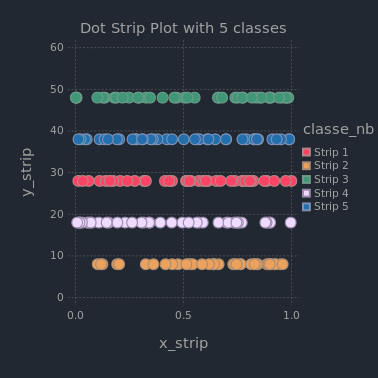 Dot Strip Plot with 5 classes
60
50
40
30
20
10
0
y_strip
0.0
0.5
1.0
x_strip
classe_nb
Strip 1
Strip 2
Strip 3
Strip 4
Strip 5